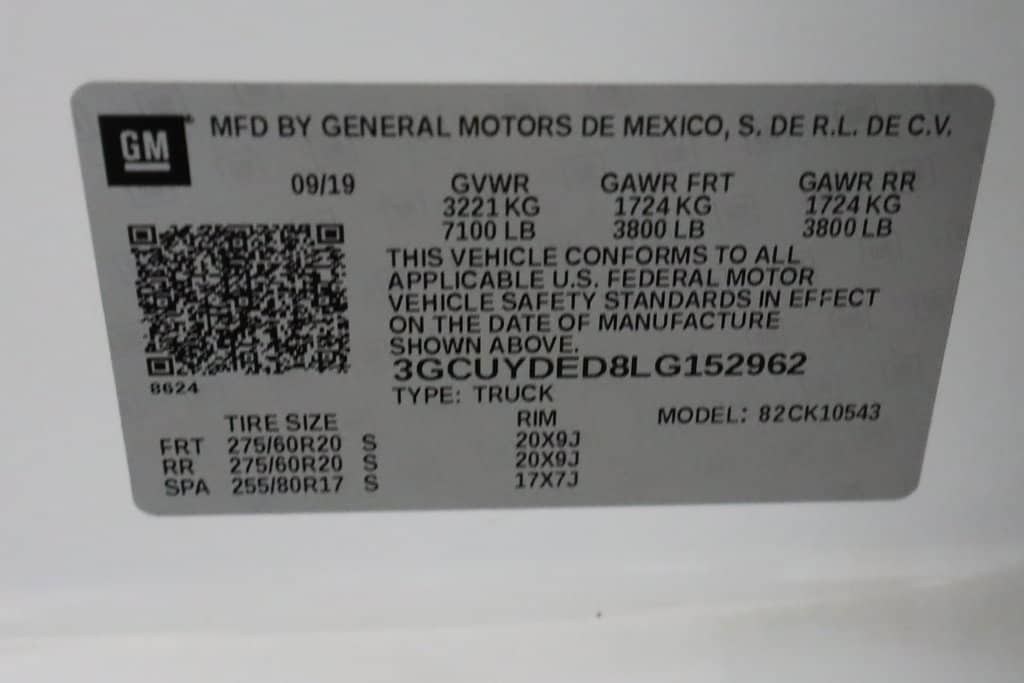 GM
MFD BY GENERAL MOTORS DE MEXICO, S. DE R.L. DE C.V.
09/19 GVWR GAWR FRT GAWR RR
3221 KG 1724 KG 1724 KG
7100 LB 3800 LB 3800 LB
THIS VEHICLE CONFORMS TO ALL
APPLICABLE U.S. FEDERAL MOTOR
VEHICLE SAFETY STANDARDS IN EFFECT
ON THE DATE OF MANUFACTURE
SHOWN ABOVE.
3GCUYDED8LG152962
8624
TYPE: TRUCK
TIRE SIZE RIM MODEL: 82CK10543
FRT 275/60R20 S 20X9J
RR 275/60R20 S 20X9J
SPA 255/80R17 S 17X7J